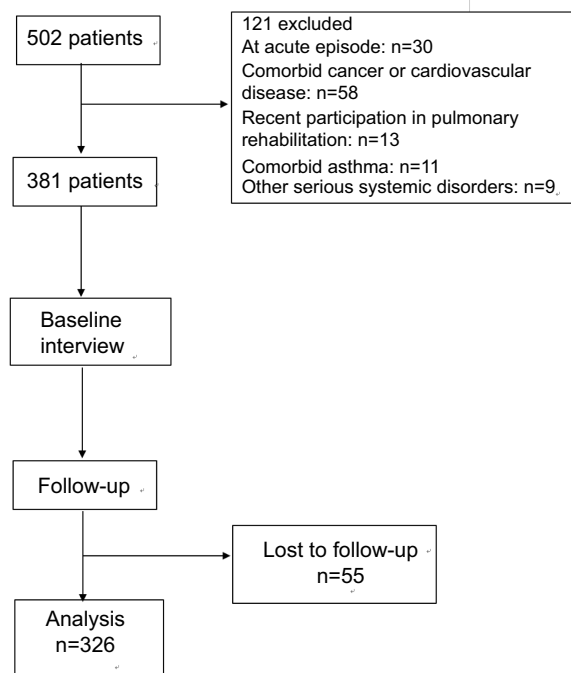 502 patients
121 excluded
At acute episode: n=30
Comorbid cancer or cardiovascular
disease: n=58
Recent participation in pulmonary
rehabilitation: n=13
Comorbid asthma: n=11
Other serious systemic disorders: n=9
381 patients
Baseline
interview
Follow-up
Lost to follow-up
n=55
Analysis
n=326